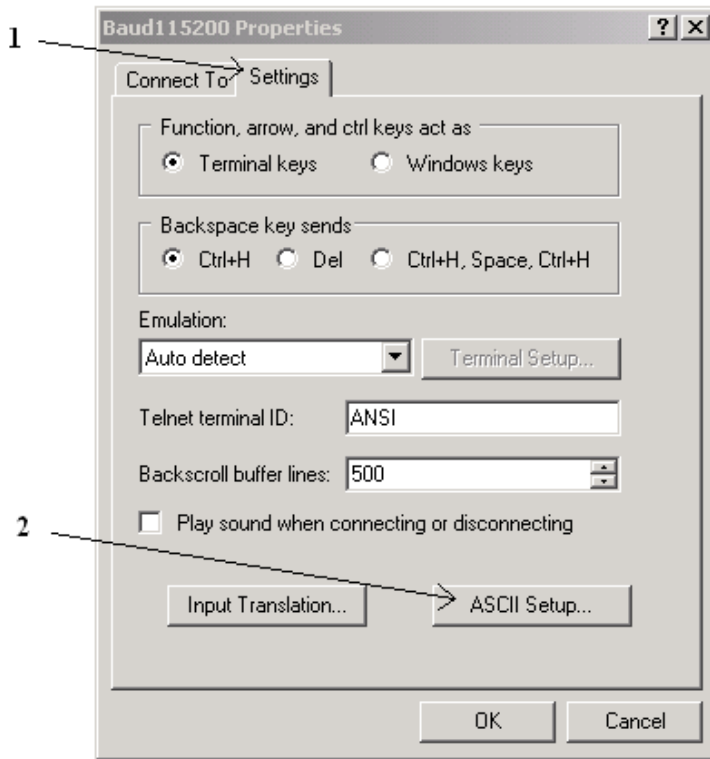 Baud115200 Properties
1
Connect To Settings
Function, arrow, and ctrl keys act as
Terminal keys Windows keys
Backspace key sends
Ctrl+H Del Ctrl+H, Space, Ctrl+H
Emulation:
Auto detect Terminal Setup...
Telnet terminal ID: ANSI
Backscroll buffer lines: 500
2
Play sound when connecting or disconnecting
Input Translation... ASCII Setup...
OK Cancel